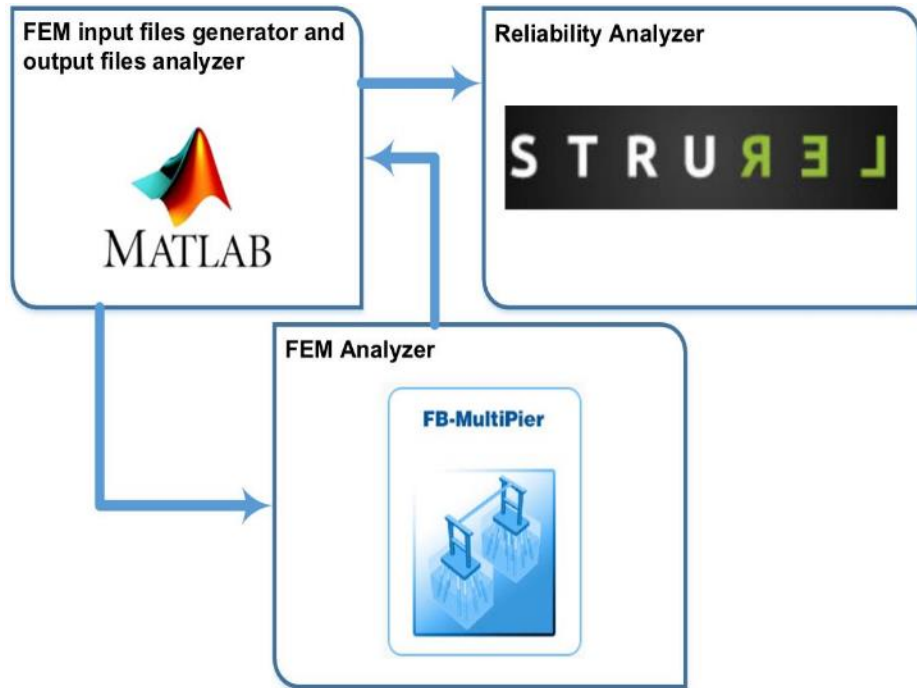 FEM input files generator and
output files analyzer
MATLAB
Reliability Analyzer
STRUREL
FEM Analyzer
FB-MultiPier